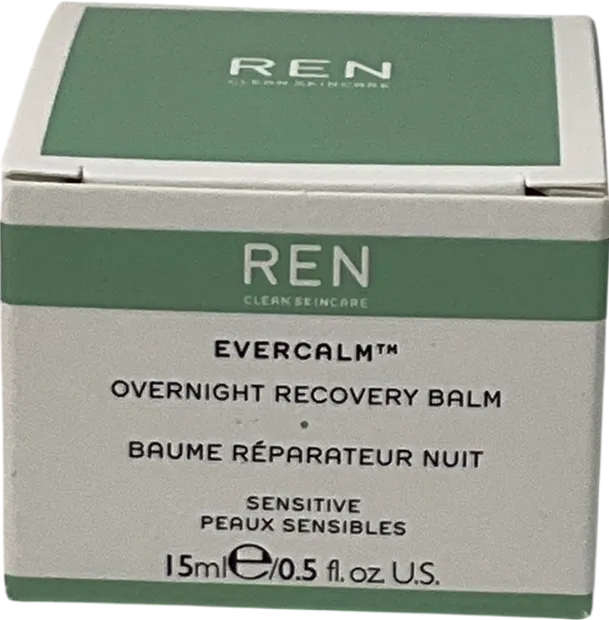 REN
CLEAN SKINCARE
REN
CLEAN SKINCARE
EVERCALM™
OVERNIGHT RECOVERY BALM
•
BAUME RÉPARATEUR NUIT
SENSITIVE
PEAUX SENSIBLES
15ml℮/0.5 fl. oz U.S.